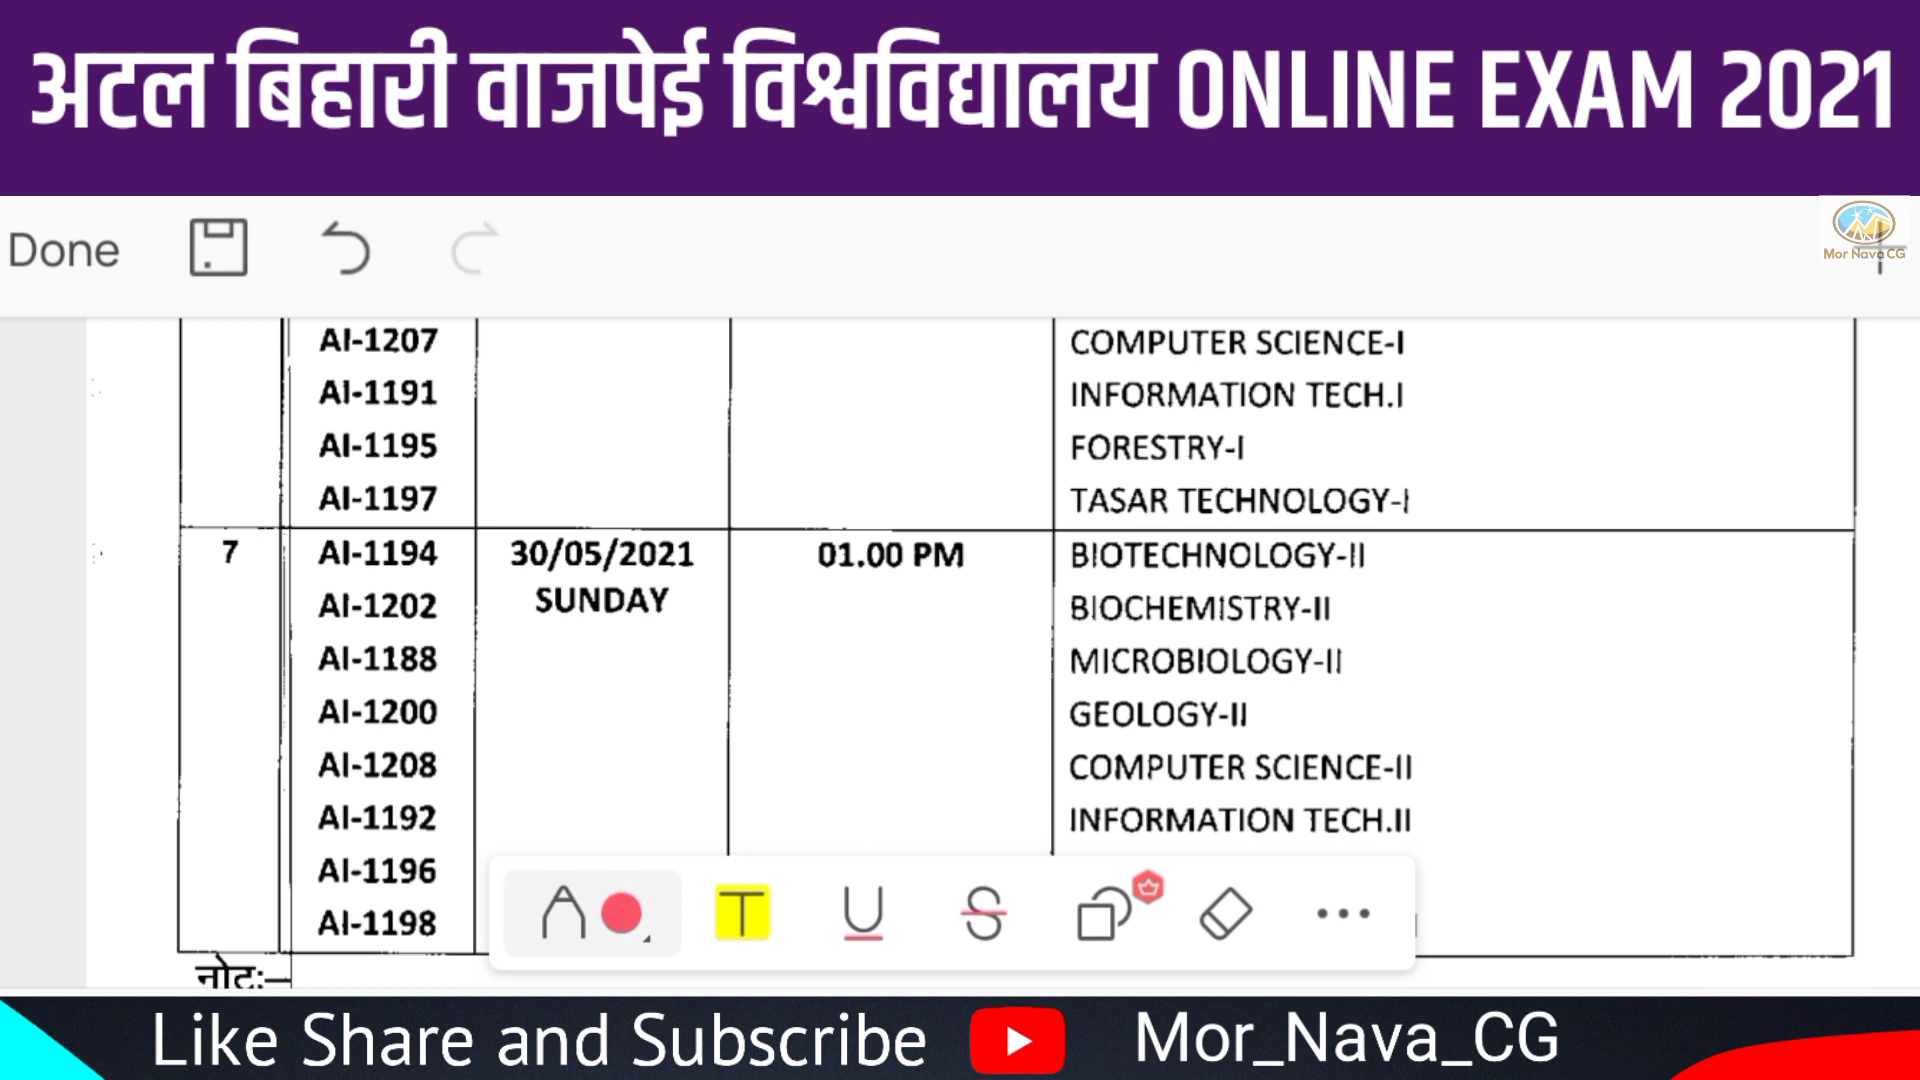 अटल बिहारी वाजपेई विश्वविद्यालय ONLINE EXAM 2021
Done
Mor Nava CG
AI-1207 COMPUTER SCIENCE-I
AI-1191 INFORMATION TECH.I
AI-1195 FORESTRY-I
AI-1197 TASAR TECHNOLOGY-I
7 AI-1194 30/05/2021 01.00 PM BIOTECHNOLOGY-II
AI-1202 SUNDAY BIOCHEMISTRY-II
AI-1188 MICROBIOLOGY-II
AI-1200 GEOLOGY-II
AI-1208 COMPUTER SCIENCE-II
AI-1192 INFORMATION TECH.II
AI-1196
AI-1198
नोटः–
Like Share and Subscribe Mor_Nava_CG